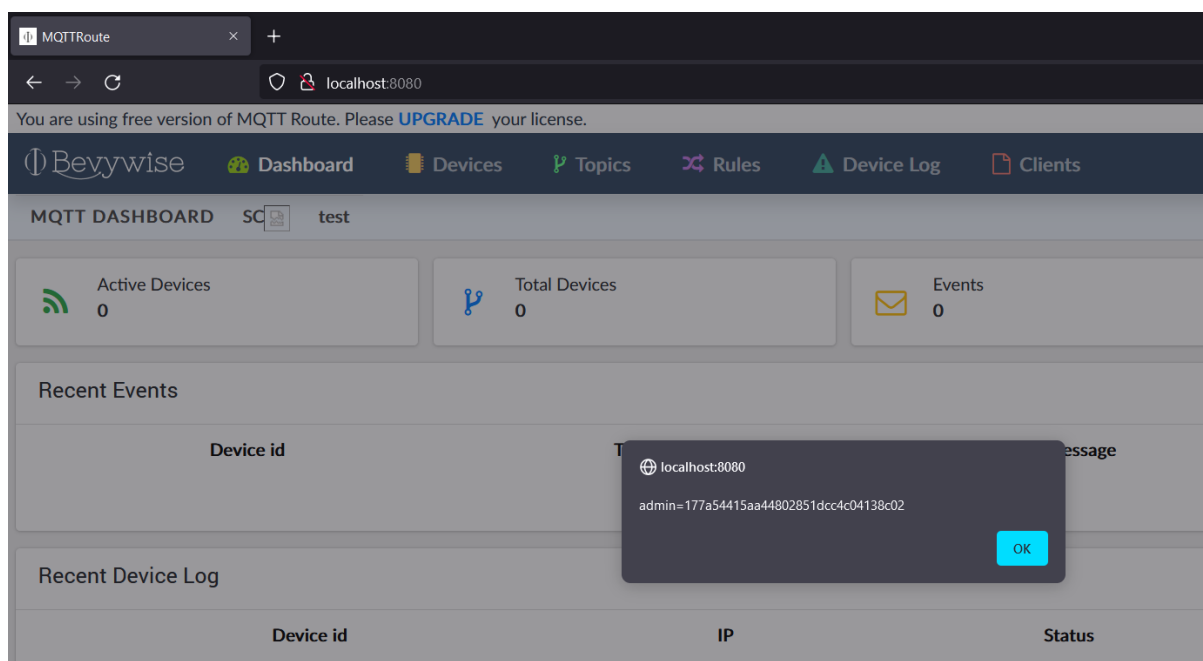 MQTTRoute
localhost:8080
You are using free version of MQTT Route. Please UPGRADE your license.
Bevywise Dashboard Devices Topics Rules Device Log Clients
MQTT DASHBOARD SC test
Active Devices
0
Total Devices
0
Events
0
Recent Events
Device id T essage
localhost:8080
admin=177a54415aa44802851dcc4c04138c02
OK
Recent Device Log
Device id IP Status